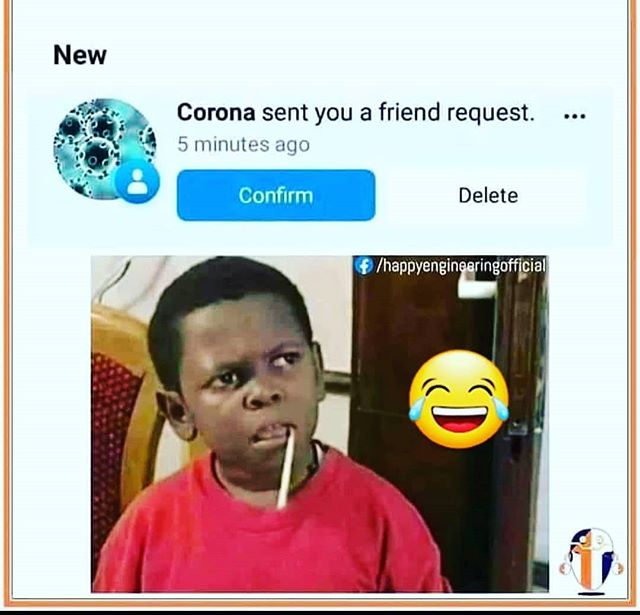 New
Corona sent you a friend request.
5 minutes ago
Confirm
Delete
/happyengineeringofficial